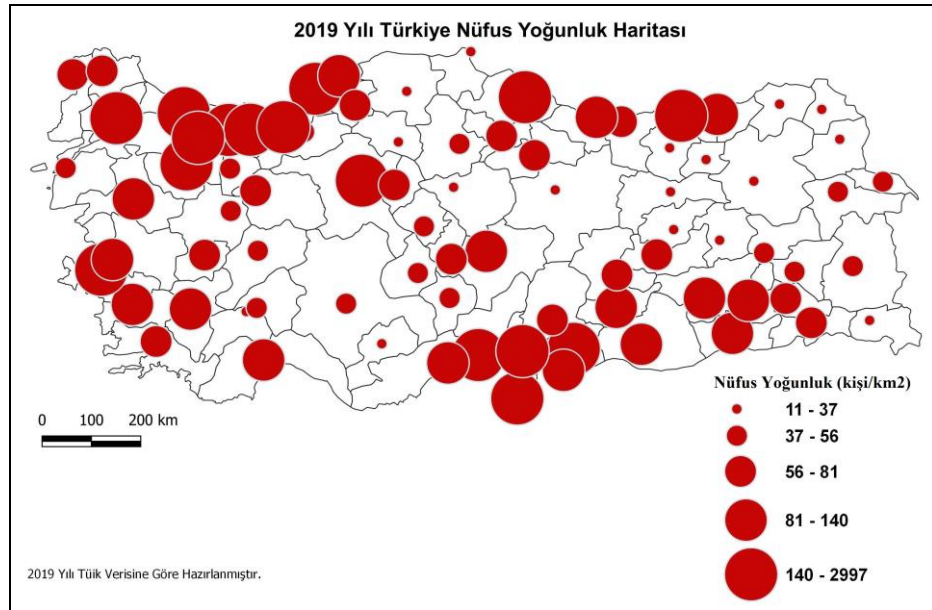 2019 Yılı Türkiye Nüfus Yoğunluk Haritası
0 100 200 km
Nüfus Yoğunluk (kişi/km2)
11 - 37
37 - 56
56 - 81
81 - 140
140 - 2997
2019 Yılı Tüik Verisine Göre Hazırlanmıştır.